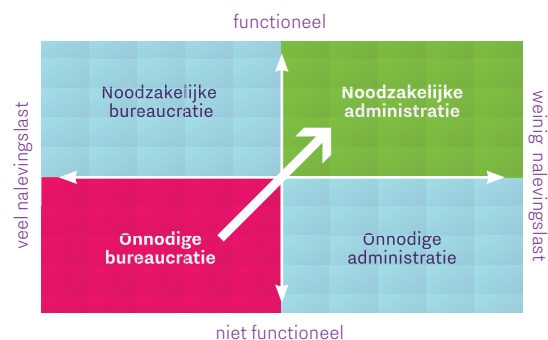 functioneel
Noodzakelijke
bureaucratie
Noodzakelijke
administratie
veel nalevingslast
weinig nalevingslast
Onnodige
bureaucratie
Onnodige
administratie
niet functioneel